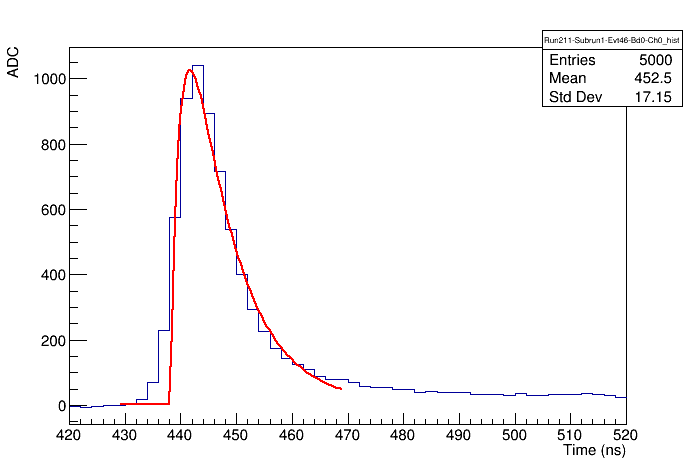 Run211-Subrun1-Evt46-Bd0-Ch0_hist
Entries 5000
Mean 452.5
Std Dev 17.15
ADC
1000
800
600
400
200
0
420 430 440 450 460 470 480 490 500 510 520
Time (ns)